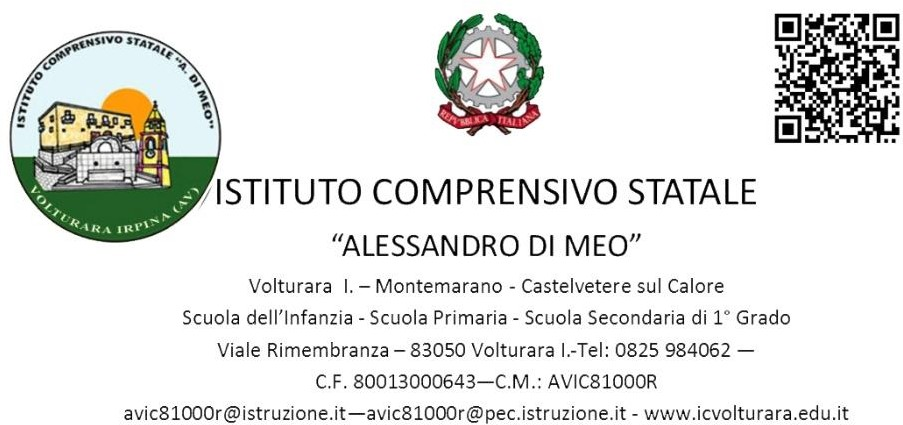 ISTITUTO COMPRENSIVO STATALE "A. DI MEO"
VOLTURARA IRPINA (AV)
REPVBBLICA ITALIANA
ISTITUTO COMPRENSIVO STATALE
“ALESSANDRO DI MEO”
Volturara I. – Montemarano - Castelvetere sul Calore
Scuola dell’Infanzia - Scuola Primaria - Scuola Secondaria di 1° Grado
Viale Rimembranza – 83050 Volturara I.-Tel: 0825 984062 —
C.F. 80013000643—C.M.: AVIC81000R
avic81000r@istruzione.it—avic81000r@pec.istruzione.it - www.icvolturara.edu.it